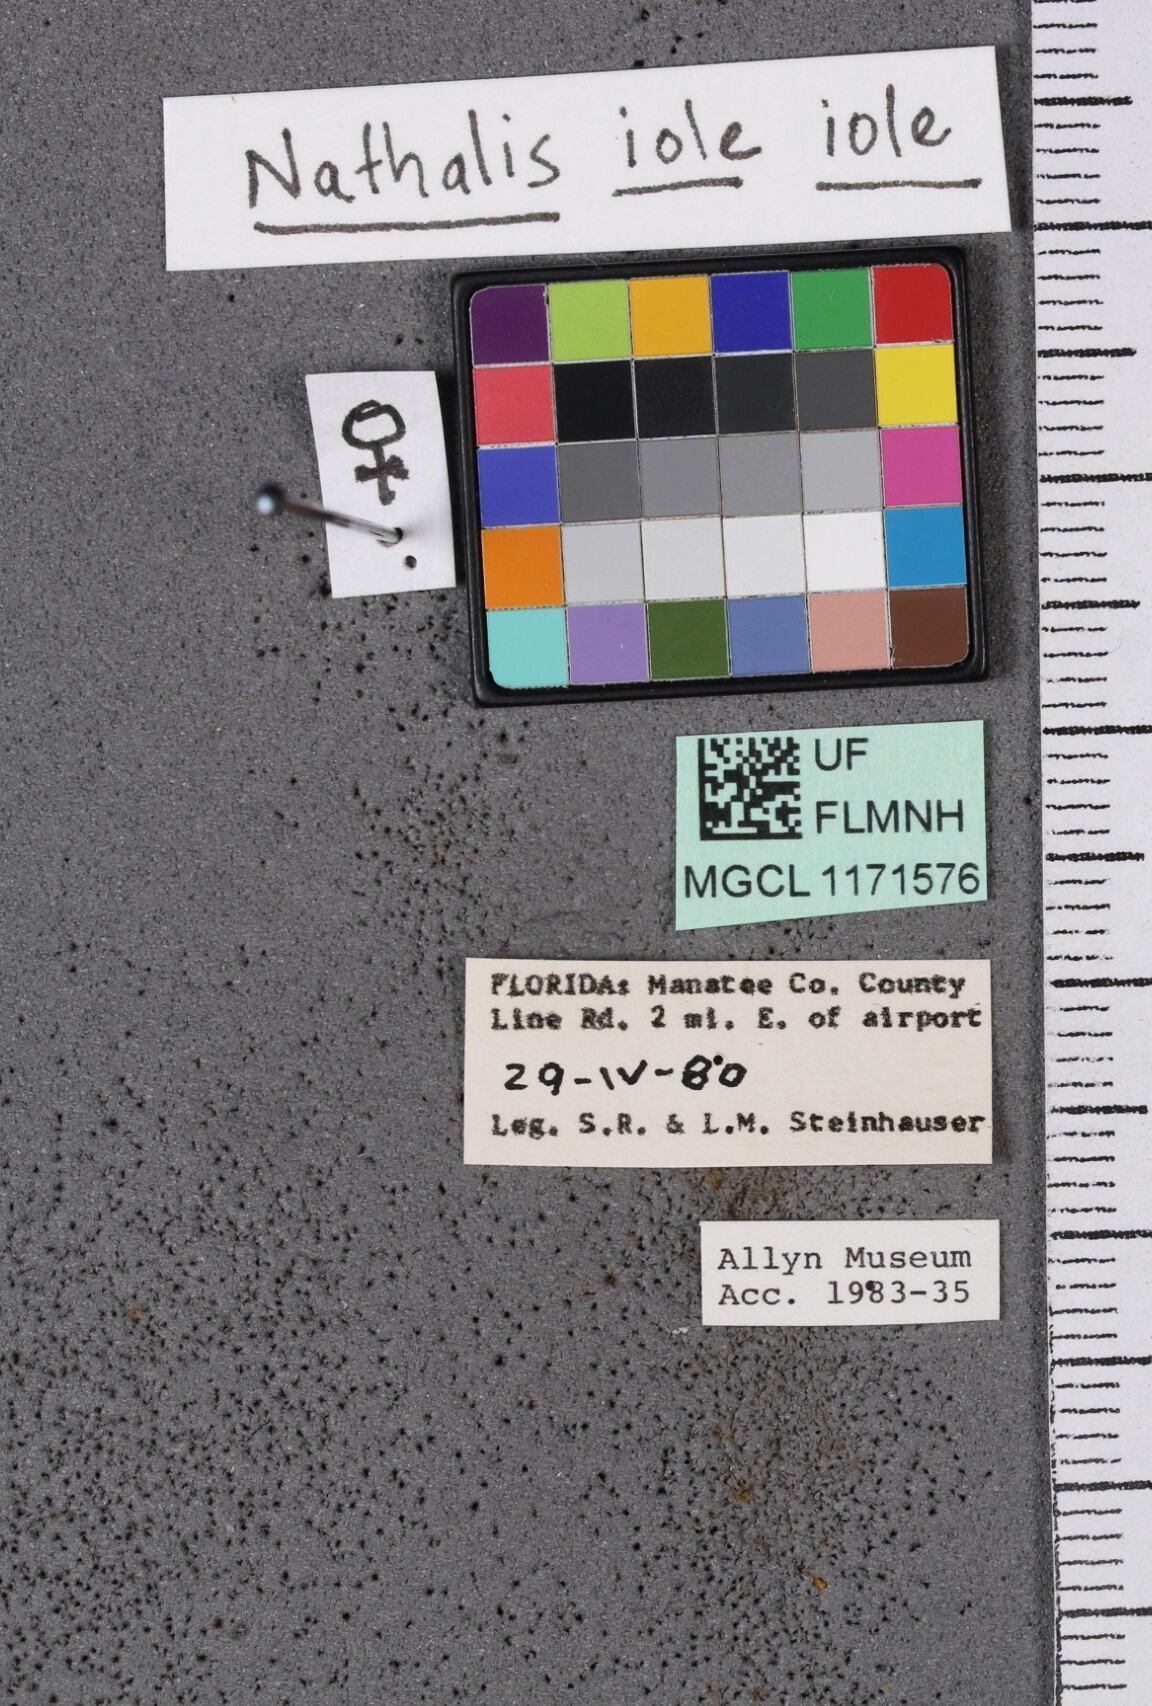 Nathalis iole iole
♀
UF
FLMNH
MGCL 1171576
FLORIDA: Manatee Co. County
Line Rd. 2 mi. E. of airport
29-IV-80
Leg. S.R. & L.M. Steinhauser
Allyn Museum
Acc. 1983-35